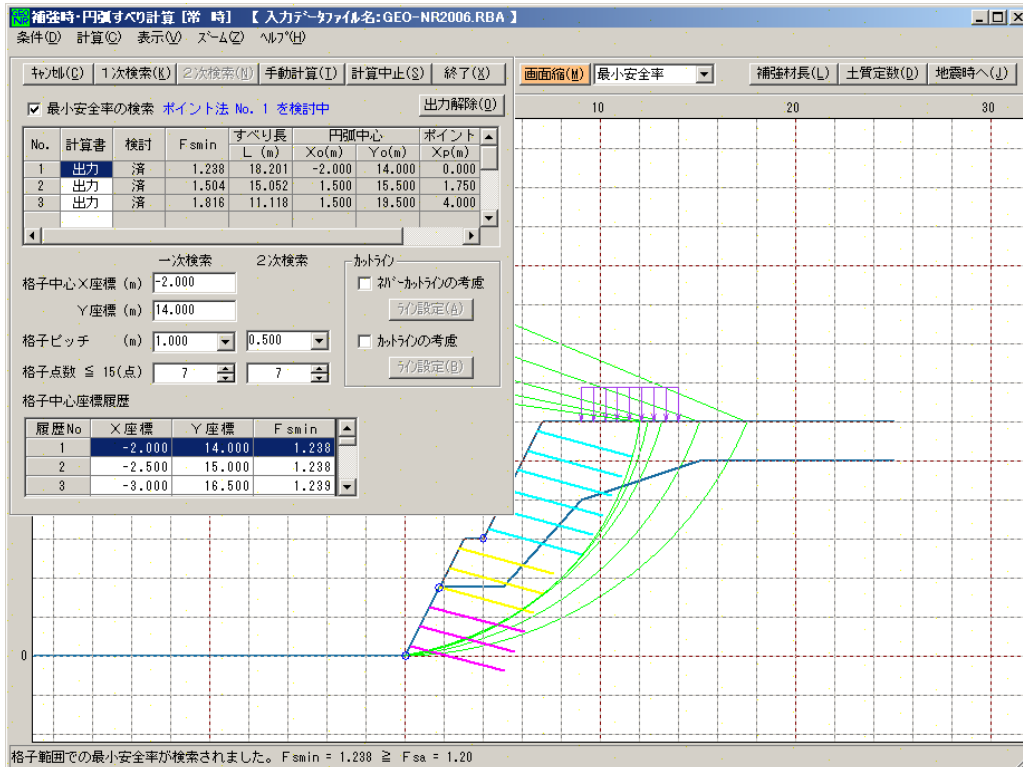 補強時・円弧すべり計算 [常 時] 【 入力ﾃﾞｰﾀﾌｧｲﾙ名:GEO-NR2006.RBA 】
条件(D) 計算(C) 表示(V) ｽﾞｰﾑ(Z) ﾍﾙﾌﾟ(H)
ｷｬﾝｾﾙ(C) 1次検索(K) 2次検索(N) 手動計算(I) 計算中止(S) 終了(X) 画面縮(M) 最小安全率 補強材長(L) 土質定数(D) 地震時へ(J)
最小安全率の検索 ポイント法 No. 1 を検討中 出力解除(O)
10 20 30
No. 計算書 検討 Fsmin すべり長 L (m) 円弧中心 Xo(m) Yo(m) ポイント Xp(m)
1 出力 済 1.238 18.201 -2.000 14.000 0.000
2 出力 済 1.504 15.052 1.500 15.500 1.750
3 出力 済 1.816 11.118 1.500 19.500 4.000
一次検索 2次検索 ｶｯﾄﾗｲﾝ
格子中心X座標 (m) -2.000 ﾈﾊﾞｰｶｯﾄﾗｲﾝの考慮
Y座標 (m) 14.000 ﾗｲﾝ設定(A)
格子ピッチ (m) 1.000 0.500 ｶｯﾄﾗｲﾝの考慮
格子点数 ≦ 15(点) 7 7 ﾗｲﾝ設定(B)
格子中心座標履歴
履歴No X座標 Y座標 Fsmin
1 -2.000 14.000 1.238
2 -2.500 15.000 1.238
3 -3.000 16.500 1.239
0
格子範囲での最小安全率が検索されました。Fsmin = 1.238 ≧ Fsa = 1.20